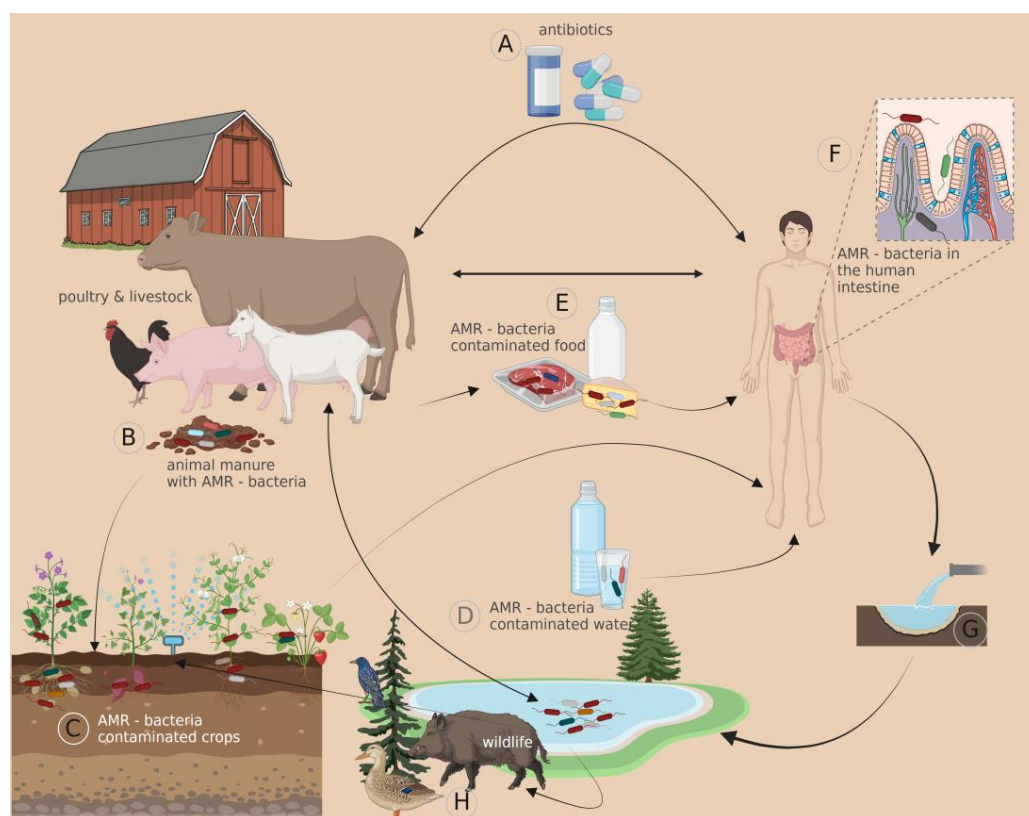 A
antibiotics
F
AMR - bacteria in
the human
intestine
poultry & livestock
E
AMR - bacteria
contaminated food
B
animal manure
with AMR - bacteria
D
AMR - bacteria
contaminated water
G
C
AMR - bacteria
contaminated crops
wildlife
H